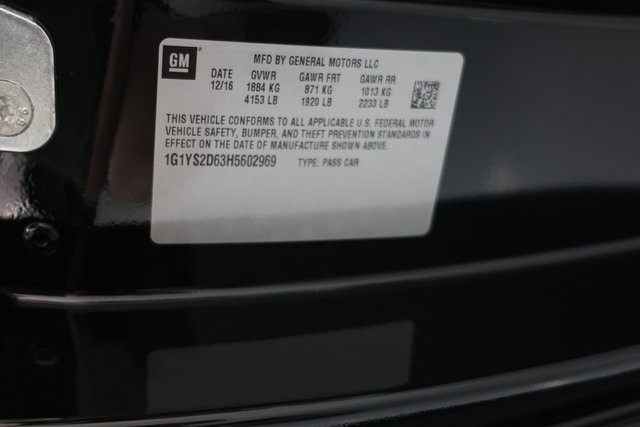 GM
MFD BY GENERAL MOTORS LLC
DATE GVWR GAWR FRT GAWR RR
12/16 1884 KG 871 KG 1013 KG
4153 LB 1920 LB 2233 LB
THIS VEHICLE CONFORMS TO ALL APPLICABLE U.S. FEDERAL MOTOR
VEHICLE SAFETY, BUMPER, AND THEFT PREVENTION STANDARDS IN
EFFECT ON THE DATE OF MANUFACTURE SHOWN ABOVE.
1G1YS2D63H5602969 TYPE: PASS CAR